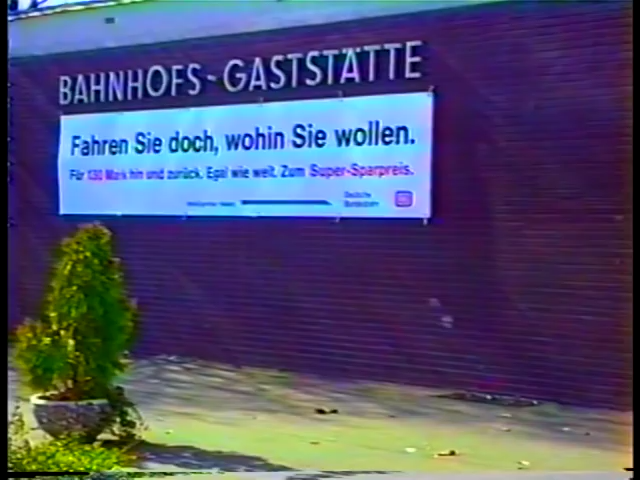 BAHNHOFS-GASTSTÄTTE
Fahren Sie doch, wohin Sie wollen.
Für 130 Mark hin und zurück. Egal wie weit. Zum Super-Sparpreis.
Deutsche
Bundesbahn
DB